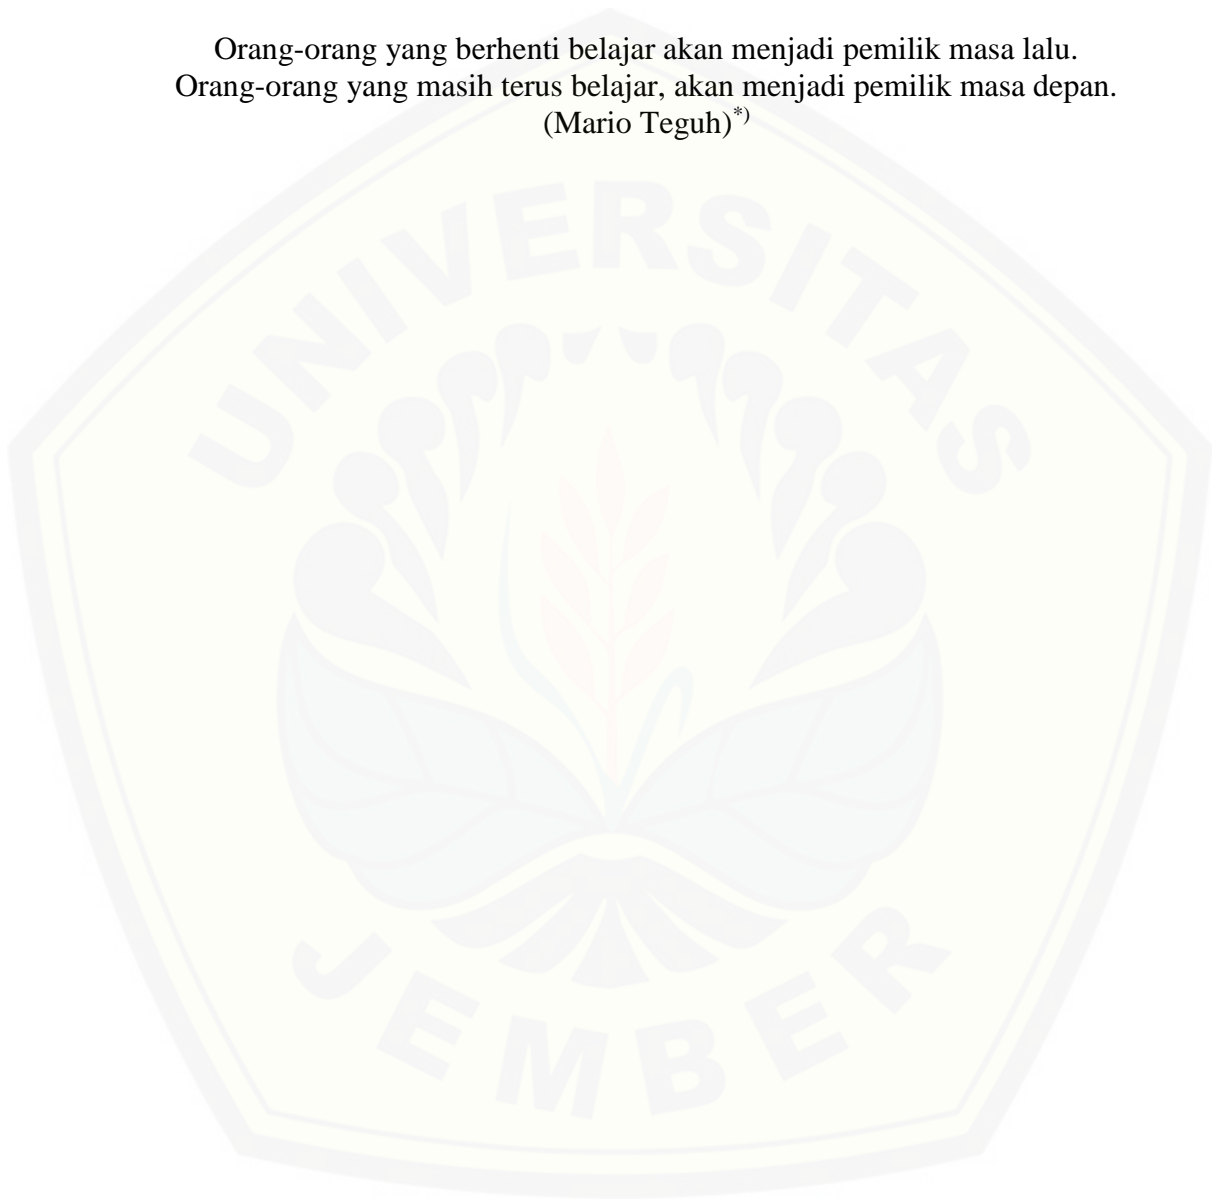 Orang-orang yang berhenti belajar akan menjadi pemilik masa lalu.
Orang-orang yang masih terus belajar, akan menjadi pemilik masa depan.
(Mario Teguh)*)
UNIVERSITAS
JEMBER